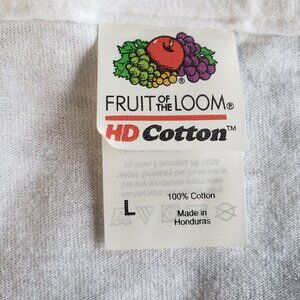 ®
FRUIT OF THE LOOM®
HD Cotton™
L
100% Cotton
Made in
Honduras